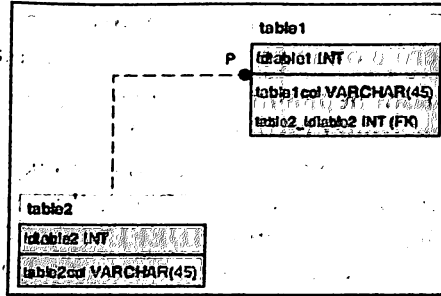 table1
P
idtable1 INT
table1col VARCHAR(45)
table2_idtable2 INT (FK)
table2
idtable2 INT
table2col VARCHAR(45)